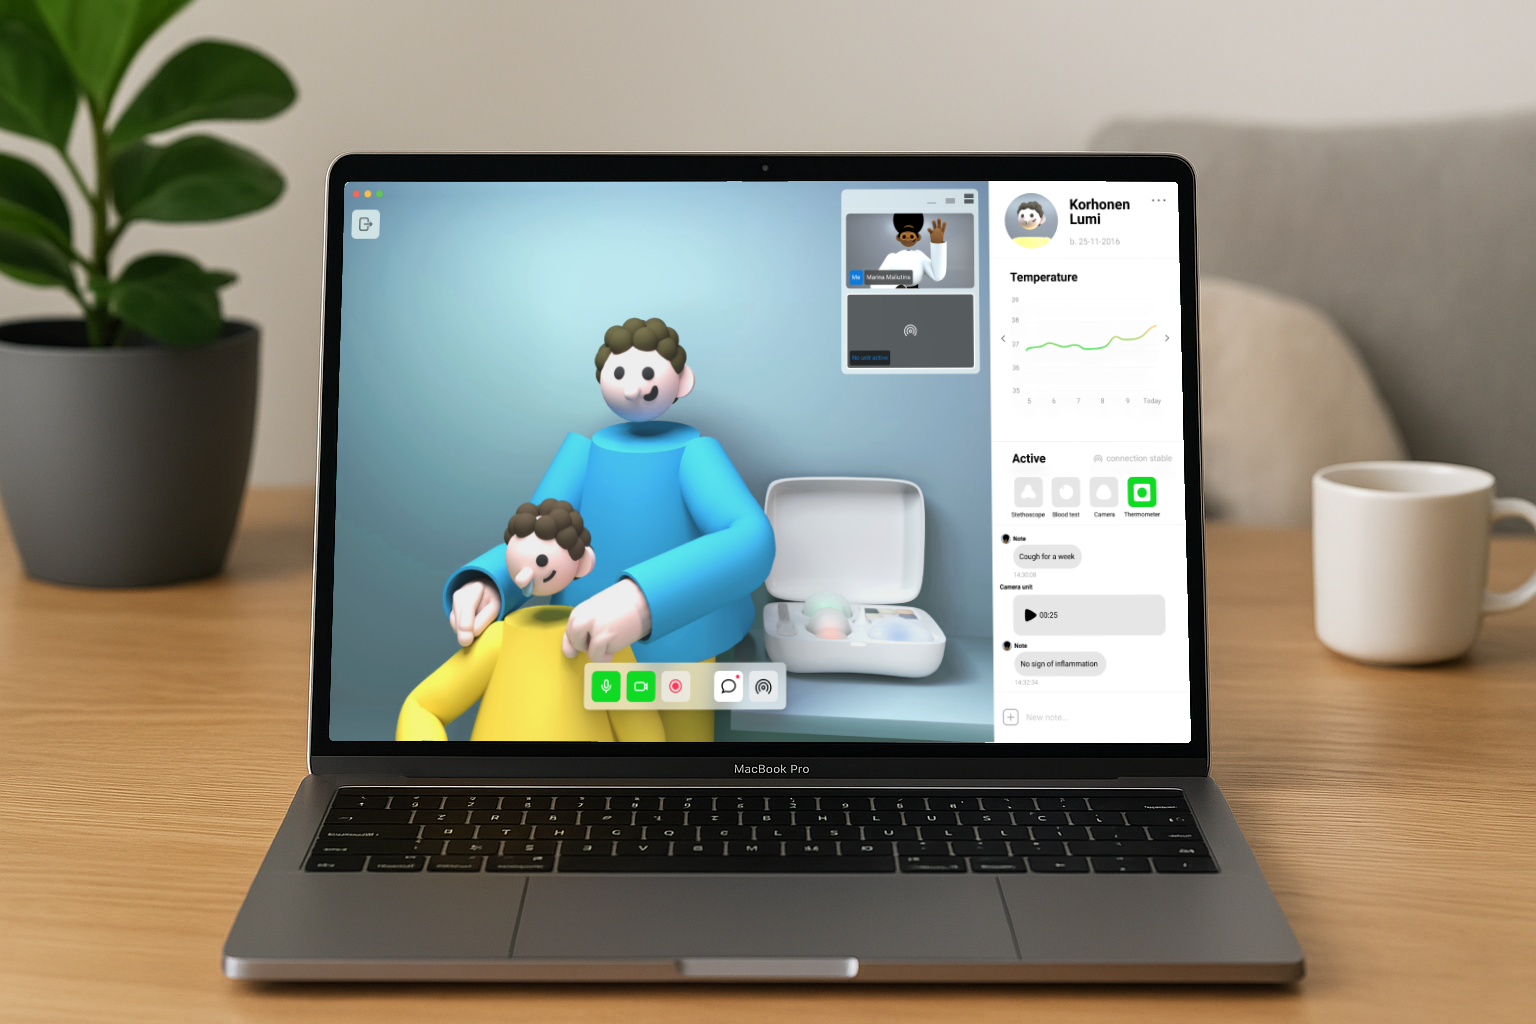 Me
Marina Maliutina
No unit active
Korhonen
Lumi
b. 25-11-2016
Temperature
39
38
37
36
35
5 6 7 8 9 Today
Active
connection stable
Stethoscope Blood test Camera Thermometer
Note
Cough for a week
14:30:08
Camera unit
00:25
Note
No sign of inflammation
14:32:34
New note...
MacBook Pro